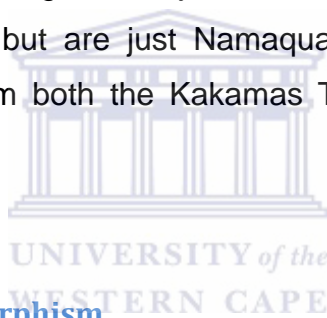 but are just Namaqua
m both the Kakamas T
UNIVERSITY of the
WESTERN CAPE
rphism